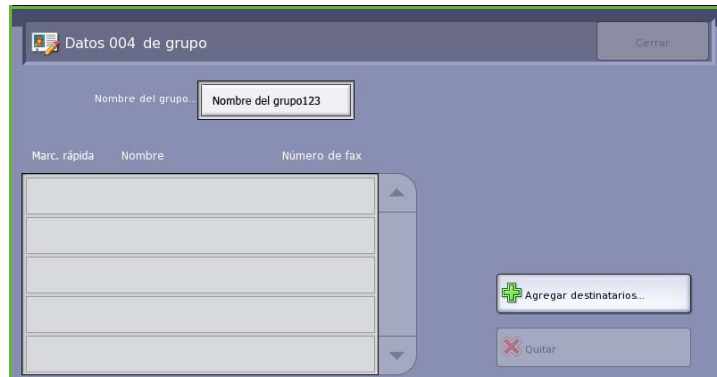 Datos 004 de grupo
Cerrar
Nombre del grupo...
Nombre del grupo123
Marc. rápida Nombre Número de fax
Agregar destinatarios...
Quitar